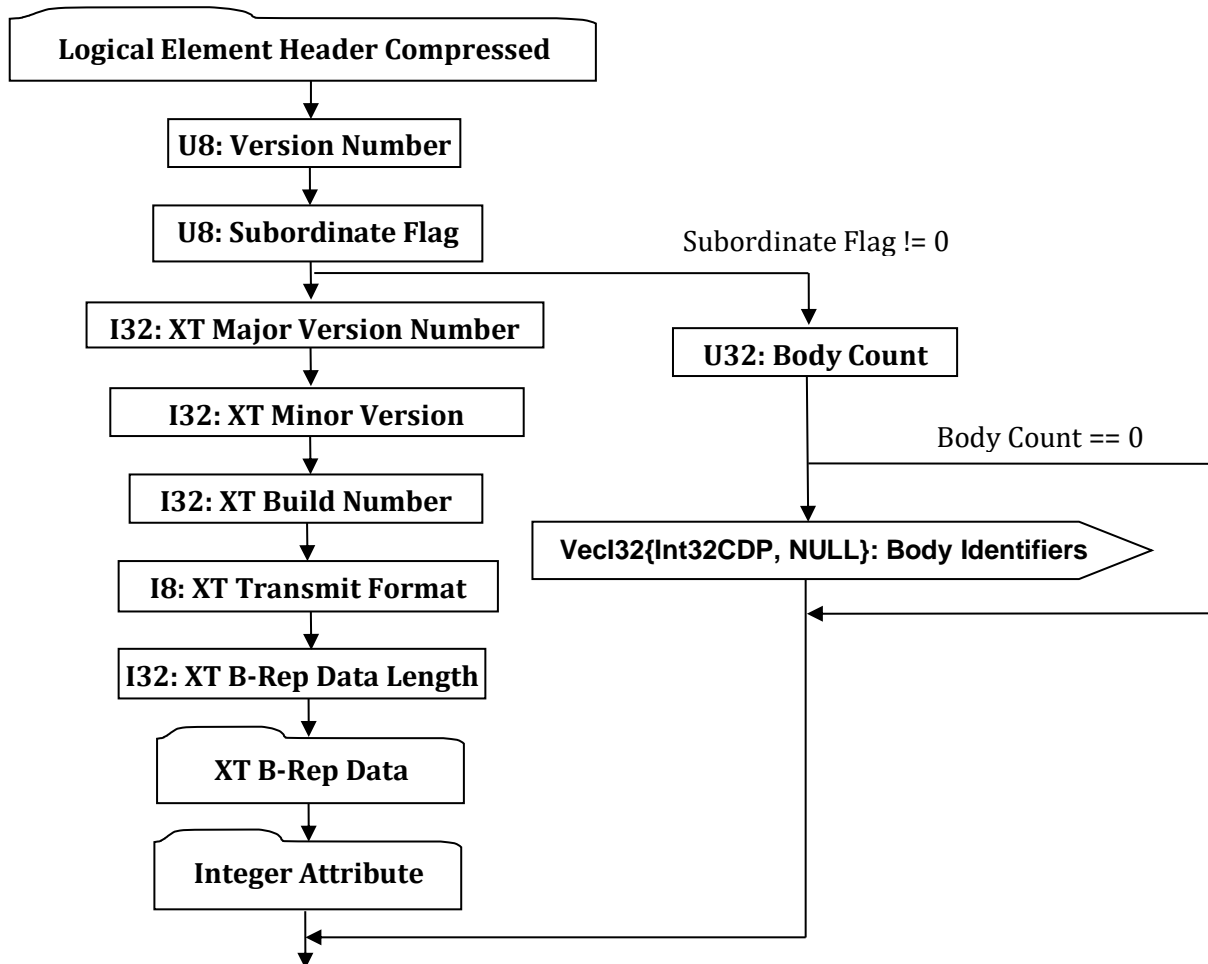 Logical Element Header Compressed
U8: Version Number
U8: Subordinate Flag
Subordinate Flag != 0
I32: XT Major Version Number
U32: Body Count
I32: XT Minor Version
Body Count == 0
I32: XT Build Number
VecI32{Int32CDP, NULL}: Body Identifiers
I8: XT Transmit Format
I32: XT B-Rep Data Length
XT B-Rep Data
Integer Attribute